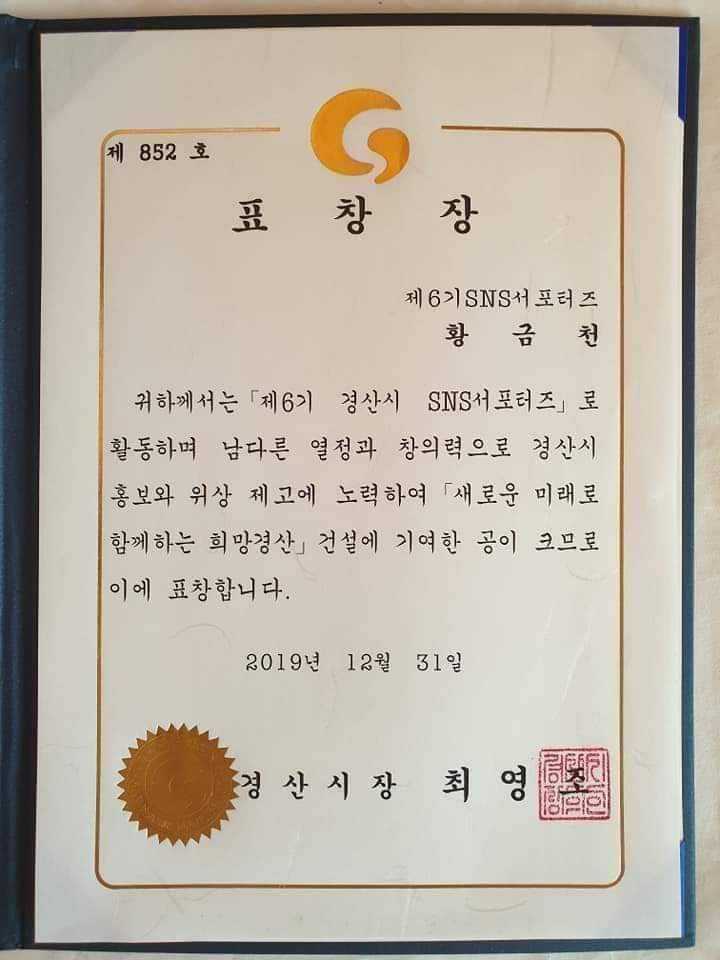 제 852 호
표 창 장
제6기SNS서포터즈
황 금 천
귀하께서는「제6기 경산시 SNS서포터즈」로
활동하며 남다른 열정과 창의력으로 경산시
홍보와 위상 제고에 노력하여 「새로운 미래로
함께하는 희망경산」건설에 기여한 공이 크므로
이에 표창합니다.
2019년 12월 31일
경산시장 최 영 조